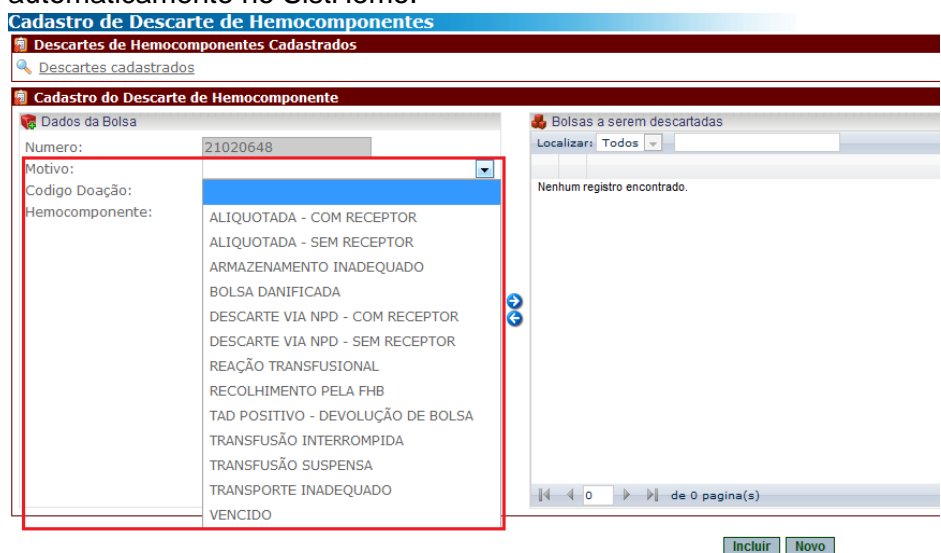 automaticamente no SistHemo.
Cadastro de Descarte de Hemocomponentes
Descartes de Hemocomponentes Cadastrados
Descartes cadastrados
Cadastro do Descarte de Hemocomponente
Dados da Bolsa
Numero: 21020648
Motivo:
Codigo Doação:
Hemocomponente:
ALIQUOTADA - COM RECEPTOR
ALIQUOTADA - SEM RECEPTOR
ARMAZENAMENTO INADEQUADO
BOLSA DANIFICADA
DESCARTE VIA NPD - COM RECEPTOR
DESCARTE VIA NPD - SEM RECEPTOR
REAÇÃO TRANSFUSIONAL
RECOLHIMENTO PELA FHB
TAD POSITIVO - DEVOLUÇÃO DE BOLSA
TRANSFUSÃO INTERROMPIDA
TRANSFUSÃO SUSPENSA
TRANSPORTE INADEQUADO
VENCIDO
Bolsas a serem descartadas
Localizar: Todos
Nenhum registro encontrado.
0 de 0 pagina(s)
Incluir Novo